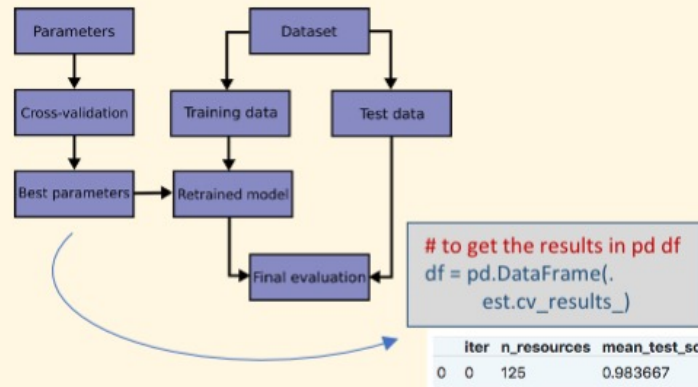 Parameters
Dataset
Cross-validation
Training data
Test data
Best parameters
Retrained model
Final evaluation
# to get the results in pd df
df = pd.DataFrame(.
est.cv_results_)
iter n_resources mean_test_sc
0 0 125 0.983667